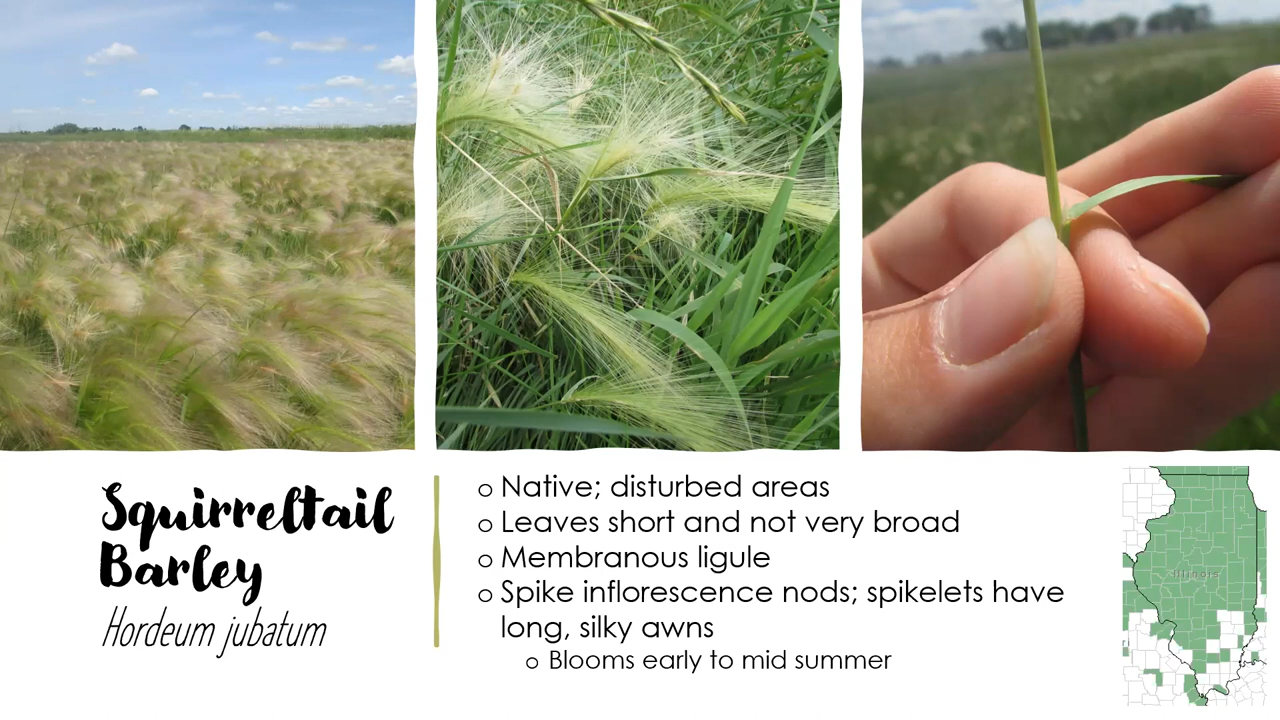 Squirreltail
Barley
Hordeum jubatum
o Native; disturbed areas
o Leaves short and not very broad
o Membranous ligule
o Spike inflorescence nods; spikelets have
long, silky awns
o Blooms early to mid summer
Illinois